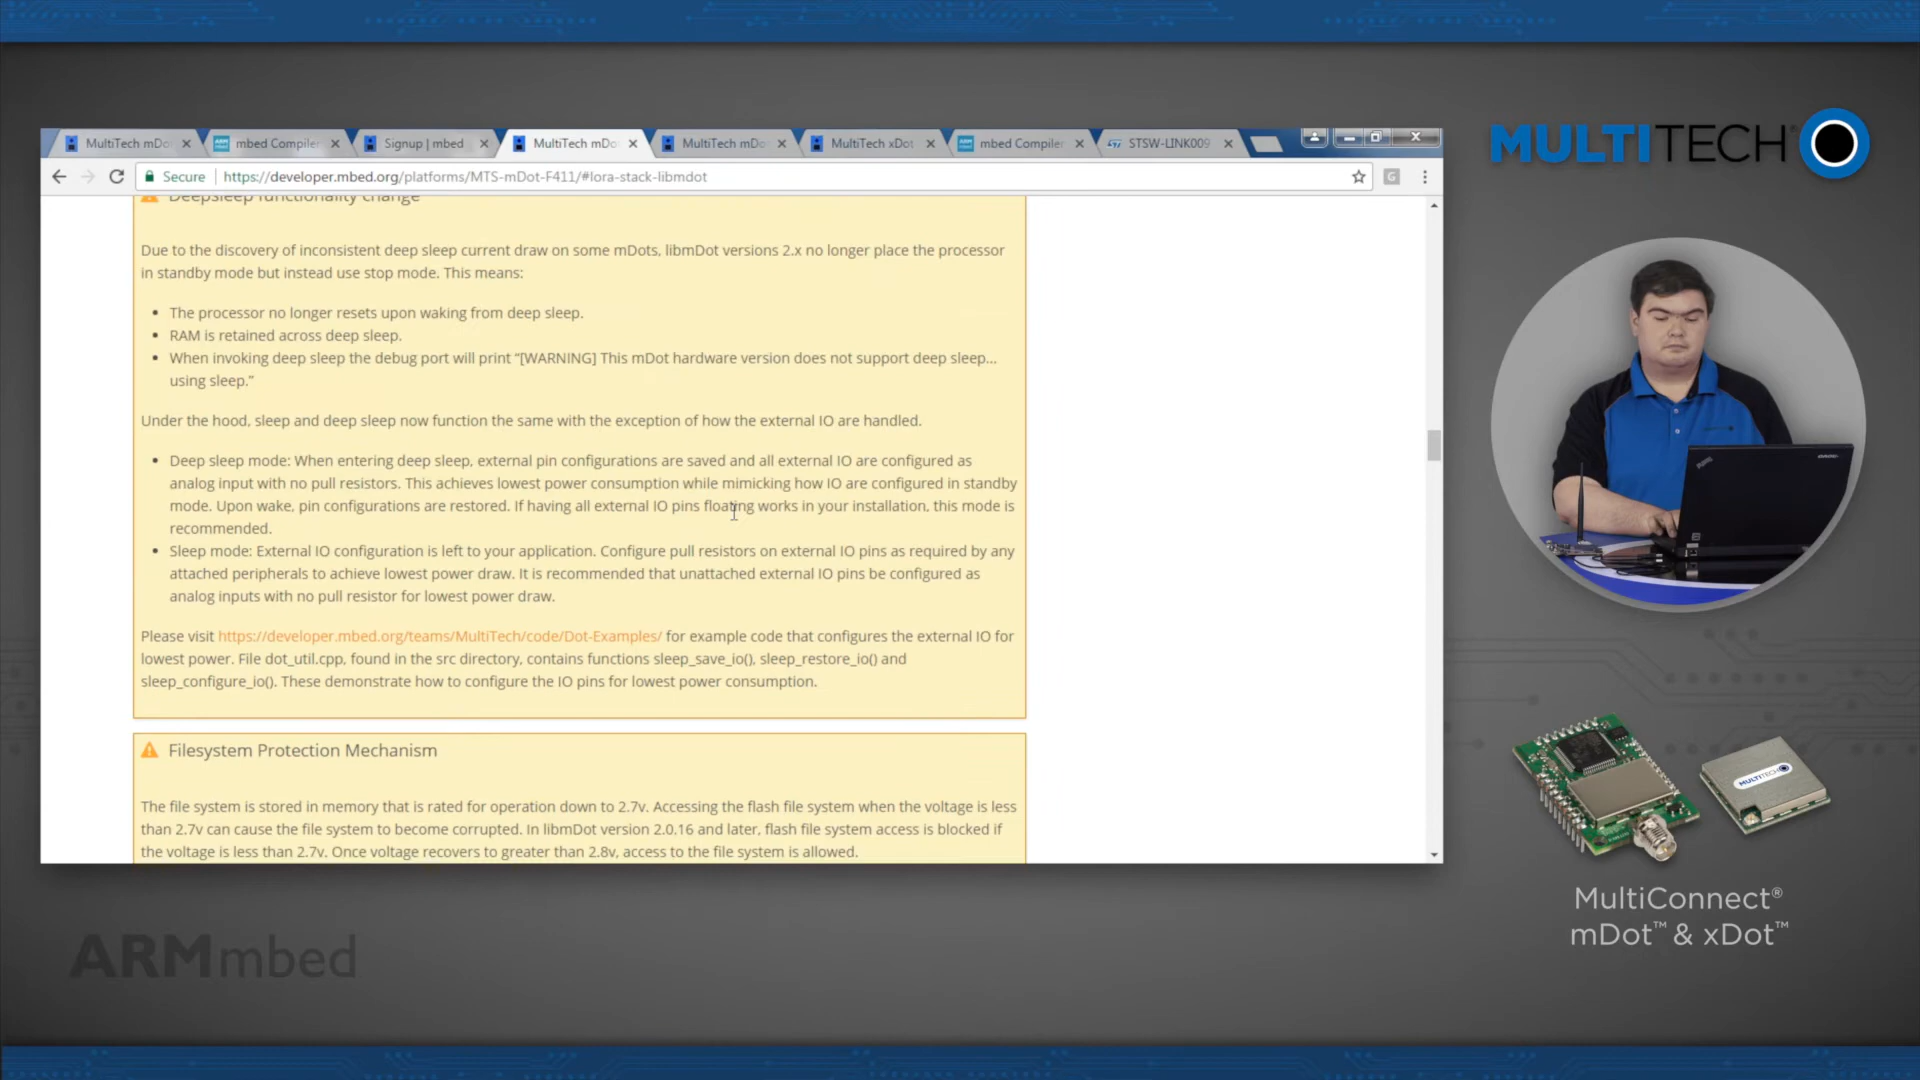 MultiTech mDo
mbed Compiler
Signup | mbed
MultiTech mDo
MultiTech mDo
MultiTech xDot
mbed Compiler
STSW-LINK009
Secure
https://developer.mbed.org/platforms/MTS-mDot-F411/#lora-stack-libmdot
MULTITECH®
Deepsleep functionality change
Due to the discovery of inconsistent deep sleep current draw on some mDots, libmDot versions 2.x no longer place the processor
in standby mode but instead use stop mode. This means:
• The processor no longer resets upon waking from deep sleep.
• RAM is retained across deep sleep.
• When invoking deep sleep the debug port will print “[WARNING] This mDot hardware version does not support deep sleep...
using sleep.”
Under the hood, sleep and deep sleep now function the same with the exception of how the external IO are handled.
• Deep sleep mode: When entering deep sleep, external pin configurations are saved and all external IO are configured as
analog input with no pull resistors. This achieves lowest power consumption while mimicking how IO are configured in standby
mode. Upon wake, pin configurations are restored. If having all external IO pins floating works in your installation, this mode is
recommended.
• Sleep mode: External IO configuration is left to your application. Configure pull resistors on external IO pins as required by any
attached peripherals to achieve lowest power draw. It is recommended that unattached external IO pins be configured as
analog inputs with no pull resistor for lowest power draw.
Please visit https://developer.mbed.org/teams/MultiTech/code/Dot-Examples/ for example code that configures the external IO for
lowest power. File dot_util.cpp, found in the src directory, contains functions sleep_save_io(), sleep_restore_io() and
sleep_configure_io(). These demonstrate how to configure the IO pins for lowest power consumption.
Filesystem Protection Mechanism
The file system is stored in memory that is rated for operation down to 2.7v. Accessing the flash file system when the voltage is less
than 2.7v can cause the file system to become corrupted. In libmDot version 2.0.16 and later, flash file system access is blocked if
the voltage is less than 2.7v. Once voltage recovers to greater than 2.8v, access to the file system is allowed.
MULTITECH
MultiConnect®
mDot™ & xDot™
ARMmbed